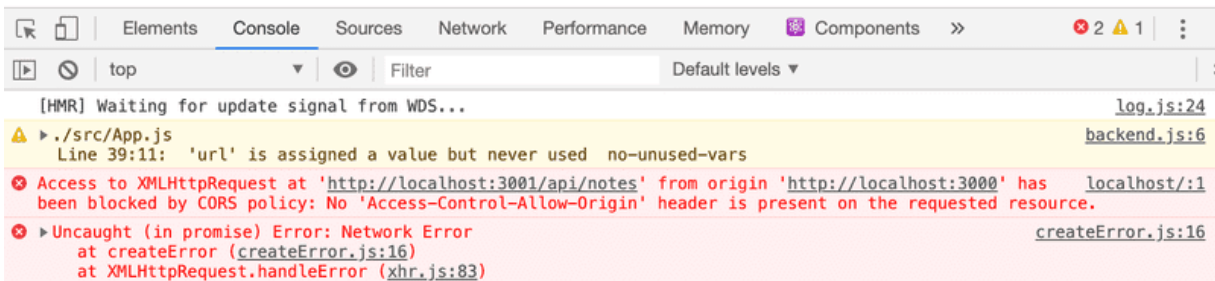 Elements Console Sources Network Performance Memory Components » 2 1
top Filter Default levels
[HMR] Waiting for update signal from WDS... log.js:24
./src/App.js backend.js:6
Line 39:11: 'url' is assigned a value but never used no-unused-vars
Access to XMLHttpRequest at 'http://localhost:3001/api/notes' from origin 'http://localhost:3000' has localhost/:1
been blocked by CORS policy: No 'Access-Control-Allow-Origin' header is present on the requested resource.
Uncaught (in promise) Error: Network Error createError.js:16
at createError (createError.js:16)
at XMLHttpRequest.handleError (xhr.js:83)